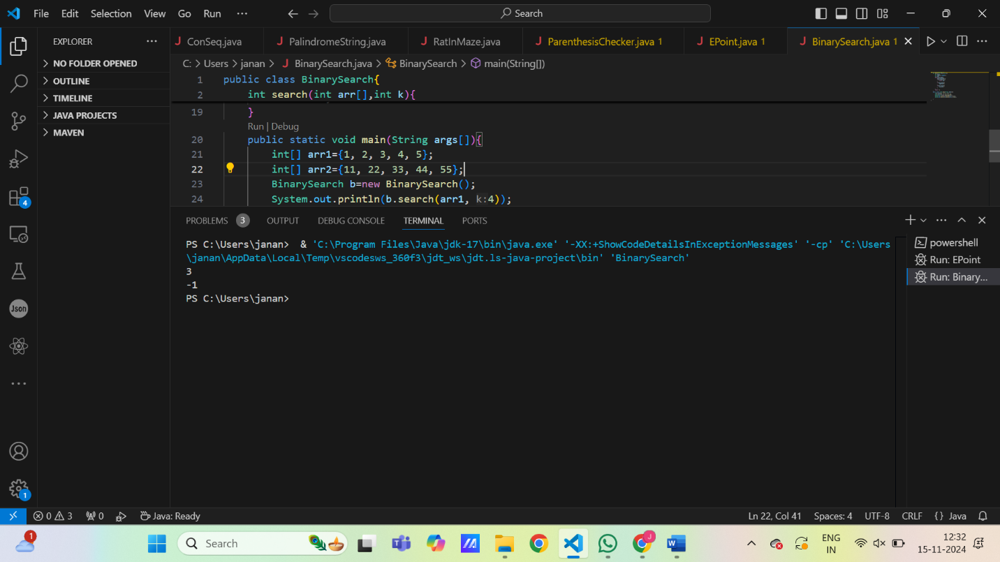 File Edit Selection View Go Run ... Search
EXPLORER ...
NO FOLDER OPENED
OUTLINE
TIMELINE
JAVA PROJECTS
MAVEN
ConSeq.java PalindromeString.java RatInMaze.java ParenthesisChecker.java 1 EPoint.java 1 BinarySearch.java 1
C: > Users > janan > BinarySearch.java > BinarySearch > main(String[])
1 public class BinarySearch{
2 int search(int arr[],int k){
19 }
Run | Debug
20 public static void main(String args[]){
21 int[] arr1={1, 2, 3, 4, 5};
22 int[] arr2={11, 22, 33, 44, 55};
23 BinarySearch b=new BinarySearch();
24 System.out.println(b.search(arr1, k:4));
PROBLEMS 3 OUTPUT DEBUG CONSOLE TERMINAL PORTS
PS C:\Users\janan> & 'C:\Program Files\Java\jdk-17\bin\java.exe' '-XX:+ShowCodeDetailsInExceptionMessages' '-cp' 'C:\Users
\janan\AppData\Local\Temp\vscodesws_360f3\jdt_ws\jdt.ls-java-project\bin' 'BinarySearch'
3
-1
PS C:\Users\janan>
powershell
Run: EPoint
Run: Binary...
4
Json
1
0 3 0 Java: Ready Ln 22, Col 41 Spaces: 4 UTF-8 CRLF {} Java
1 Search J ENG
IN
12:32
15-11-2024